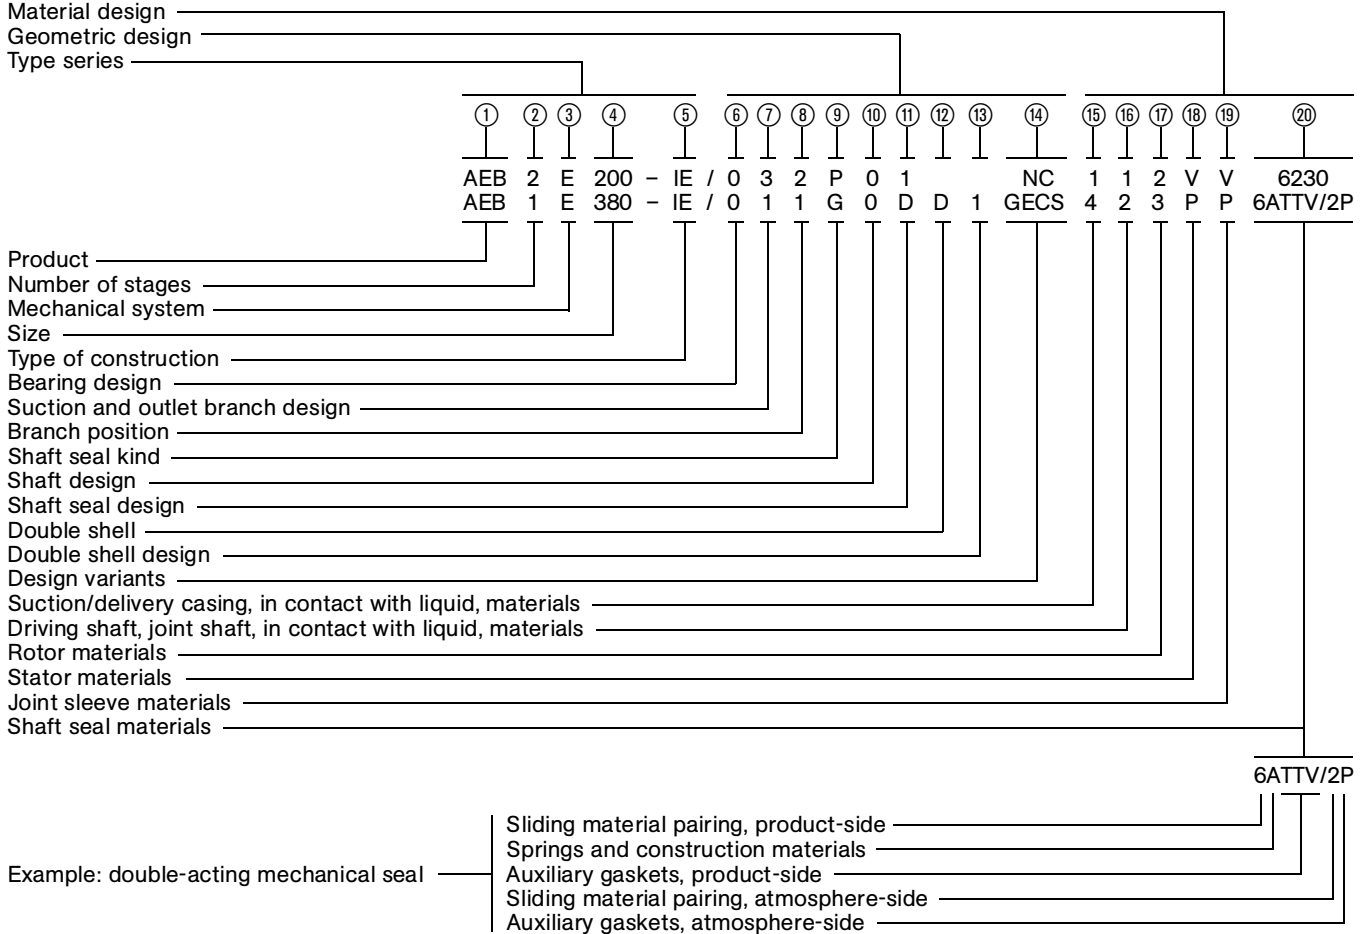 Material design
Geometric design
Type series
① ② ③ ④ ⑤ ⑥ ⑦ ⑧ ⑨ ⑩ ⑪ ⑫ ⑬ ⑭ ⑮ ⑯ ⑰ ⑱ ⑲ ⑳
AEB 2 E 200 – IE / 0 3 2 P 0 1 NC 1 1 2 V V 6230
AEB 1 E 380 – IE / 0 1 1 G 0 D D 1 GECS 4 2 3 P P 6ATTV/2P
Product
Number of stages
Mechanical system
Size
Type of construction
Bearing design
Suction and outlet branch design
Branch position
Shaft seal kind
Shaft design
Shaft seal design
Double shell
Double shell design
Design variants
Suction/delivery casing, in contact with liquid, materials
Driving shaft, joint shaft, in contact with liquid, materials
Rotor materials
Stator materials
Joint sleeve materials
Shaft seal materials
6ATTV/2P
Sliding material pairing, product-side
Springs and construction materials
Example: double-acting mechanical seal
Auxiliary gaskets, product-side
Sliding material pairing, atmosphere-side
Auxiliary gaskets, atmosphere-side